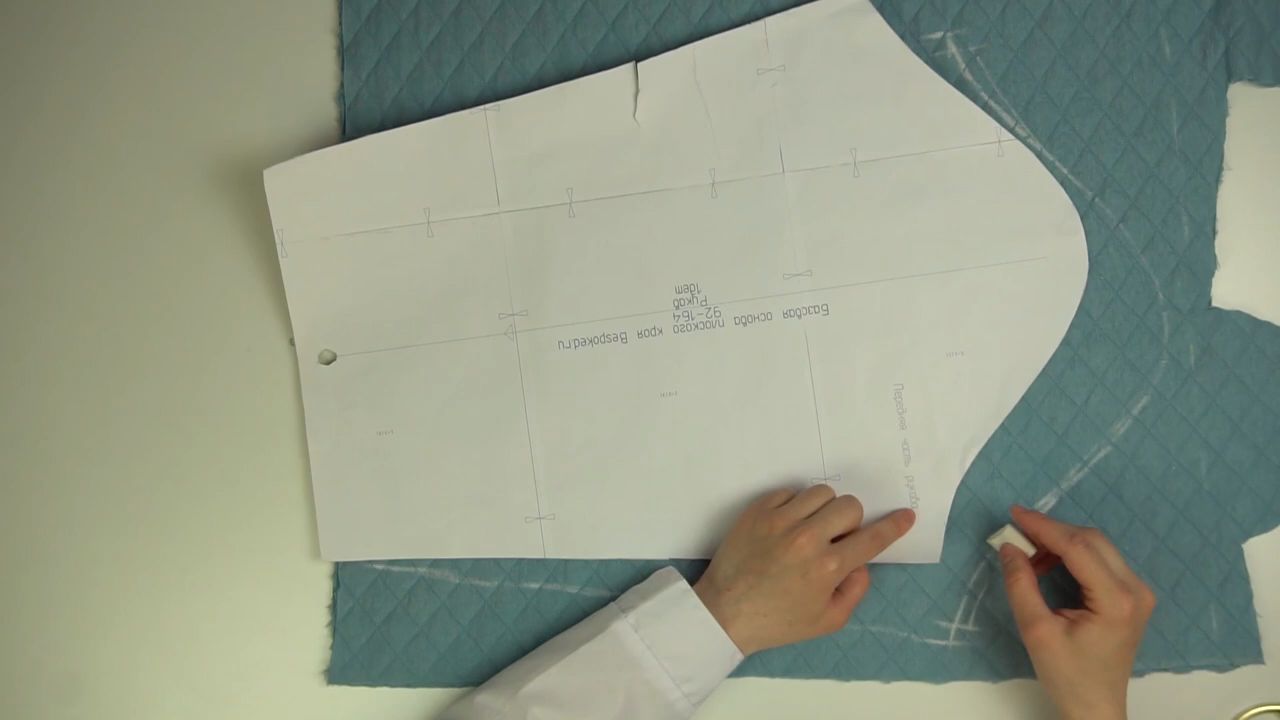 Базовая основа плоского кроя Bespoked.ru
92-164
Рукав
1дет
Передняя часть рукава